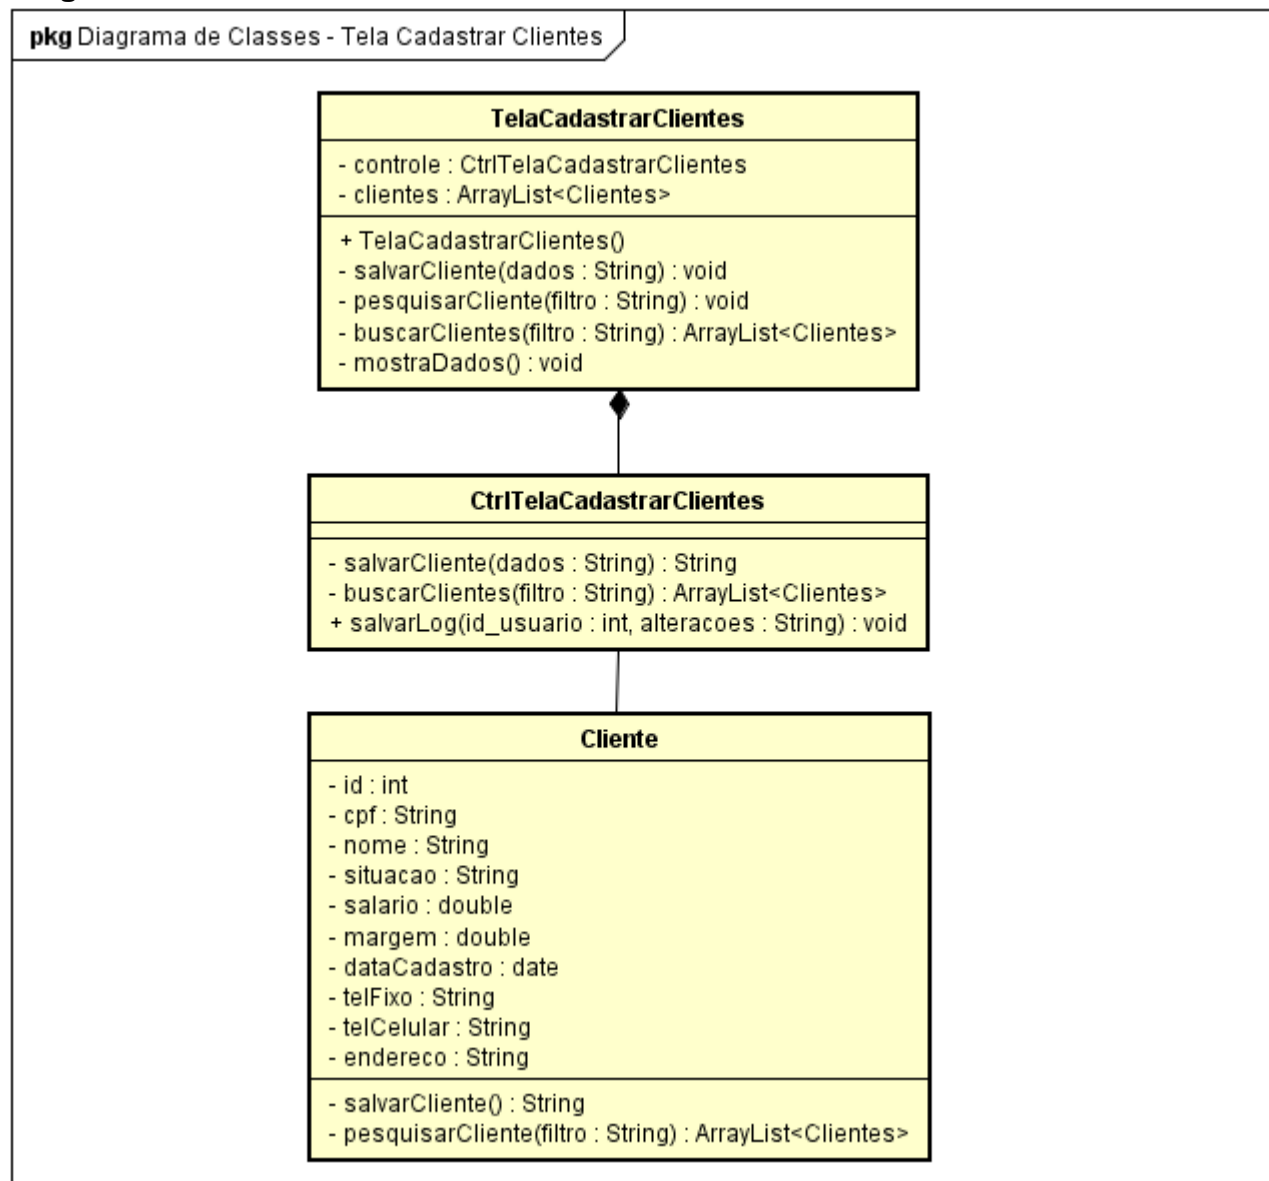 pkg Diagrama de Classes - Tela Cadastrar Clientes
TelaCadastrarClientes
- controle : CtrlTelaCadastrarClientes
- clientes : ArrayList<Clientes>
+ TelaCadastrarClientes()
- salvarCliente(dados : String) : void
- pesquisarCliente(filtro : String) : void
- buscarClientes(filtro : String) : ArrayList<Clientes>
- mostraDados() : void
CtrlTelaCadastrarClientes
- salvarCliente(dados : String) : String
- buscarClientes(filtro : String) : ArrayList<Clientes>
+ salvarLog(id_usuario : int, alteracoes : String) : void
Cliente
- id : int
- cpf : String
- nome : String
- situacao : String
- salario : double
- margem : double
- dataCadastro : date
- telFixo : String
- telCelular : String
- endereco : String
- salvarCliente() : String
- pesquisarCliente(filtro : String) : ArrayList<Clientes>